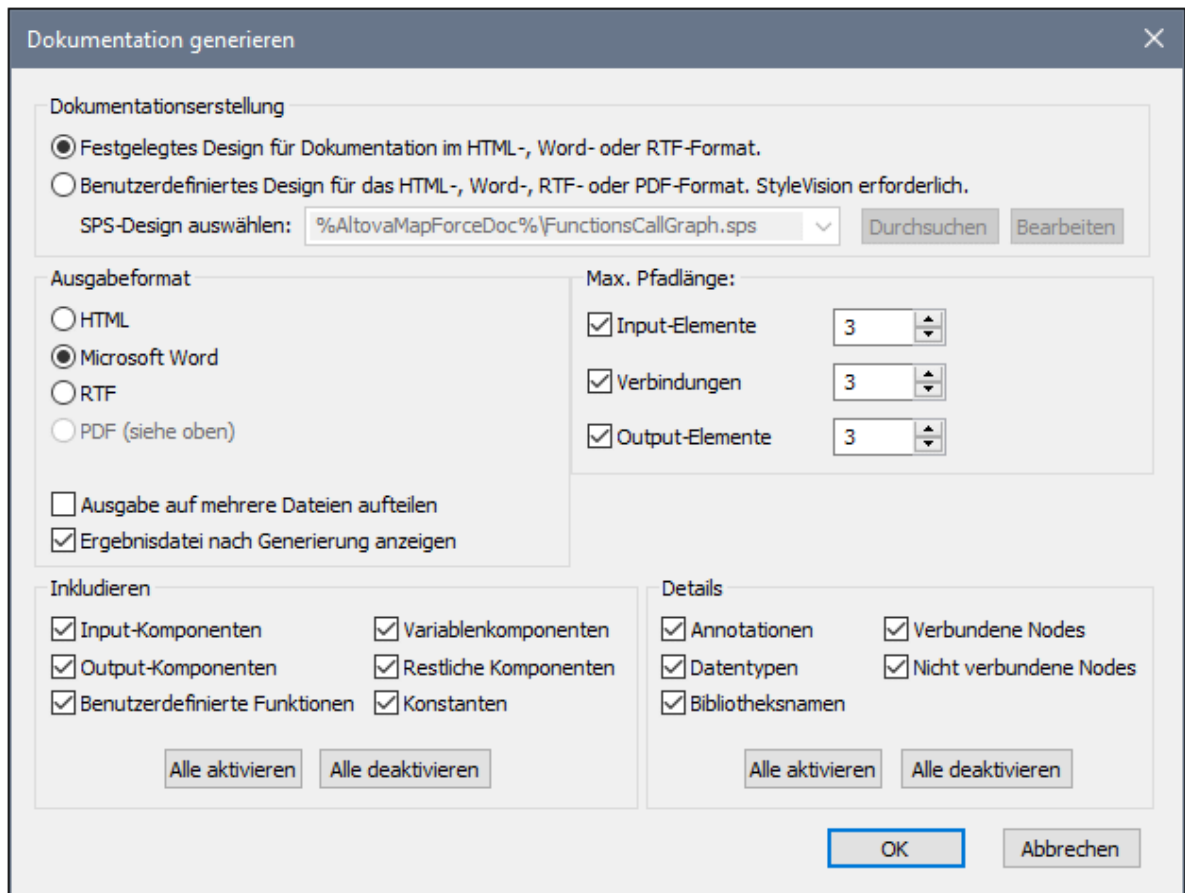 Dokumentation generieren
Dokumentationserstellung
Festgelegtes Design für Dokumentation im HTML-, Word- oder RTF-Format.
Benutzerdefiniertes Design für das HTML-, Word-, RTF- oder PDF-Format. StyleVision erforderlich.
SPS-Design auswählen: %AltovaMapForceDoc%\FunctionsCallGraph.sps Durchsuchen Bearbeiten
Ausgabeformat
HTML
Microsoft Word
RTF
PDF (siehe oben)
Ausgabe auf mehrere Dateien aufteilen
Ergebnisdatei nach Generierung anzeigen
Max. Pfadlänge:
Input-Elemente 3
Verbindungen 3
Output-Elemente 3
Inkludieren
Input-Komponenten Variablenkomponenten
Output-Komponenten Restliche Komponenten
Benutzerdefinierte Funktionen Konstanten
Alle aktivieren Alle deaktivieren
Details
Annotationen Verbundene Nodes
Datentypen Nicht verbundene Nodes
Bibliotheksnamen
Alle aktivieren Alle deaktivieren
OK Abbrechen